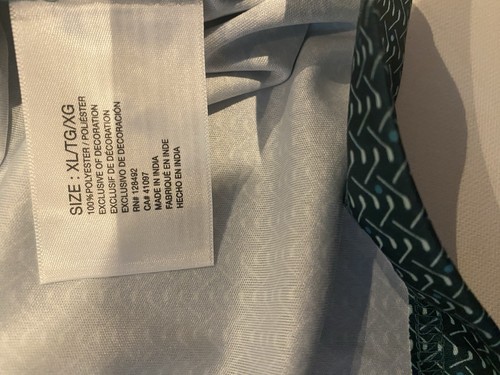 SIZE : XL/TG/XG
100% POLYESTER / POLIÉSTER
EXCLUSIVE OF DECORATION
EXCLUSIF DE DÉCORATION
EXCLUSIVO DE DECORACIÓN
RN# 128492
CA# 41097
MADE IN INDIA
FABRIQUÉ EN INDE
HECHO EN INDIA